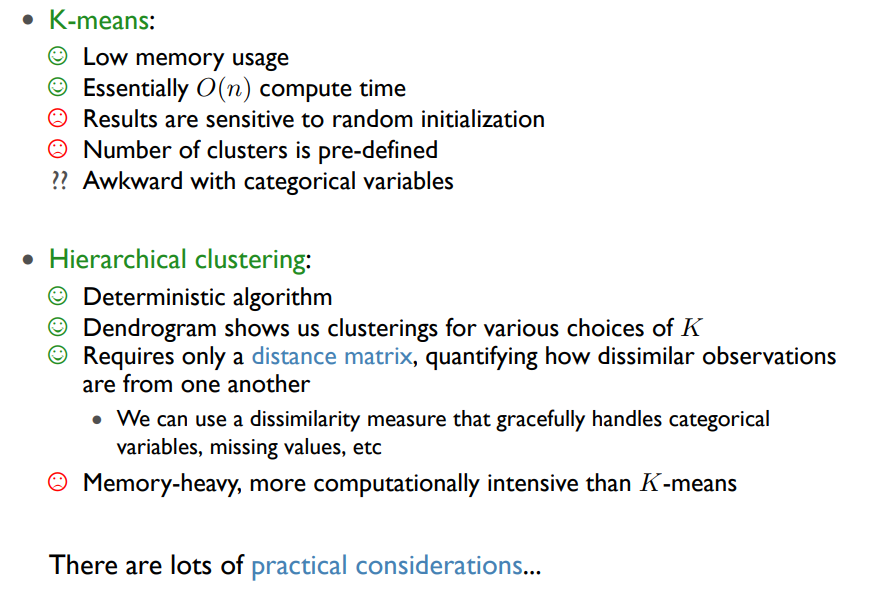 • K-means:
☺ Low memory usage
☺ Essentially O(n) compute time
☹ Results are sensitive to random initialization
☹ Number of clusters is pre-defined
?? Awkward with categorical variables
• Hierarchical clustering:
☺ Deterministic algorithm
☺ Dendrogram shows us clusterings for various choices of K
☺ Requires only a distance matrix, quantifying how dissimilar observations
are from one another
• We can use a dissimilarity measure that gracefully handles categorical
variables, missing values, etc
☹ Memory-heavy, more computationally intensive than K-means
There are lots of practical considerations...